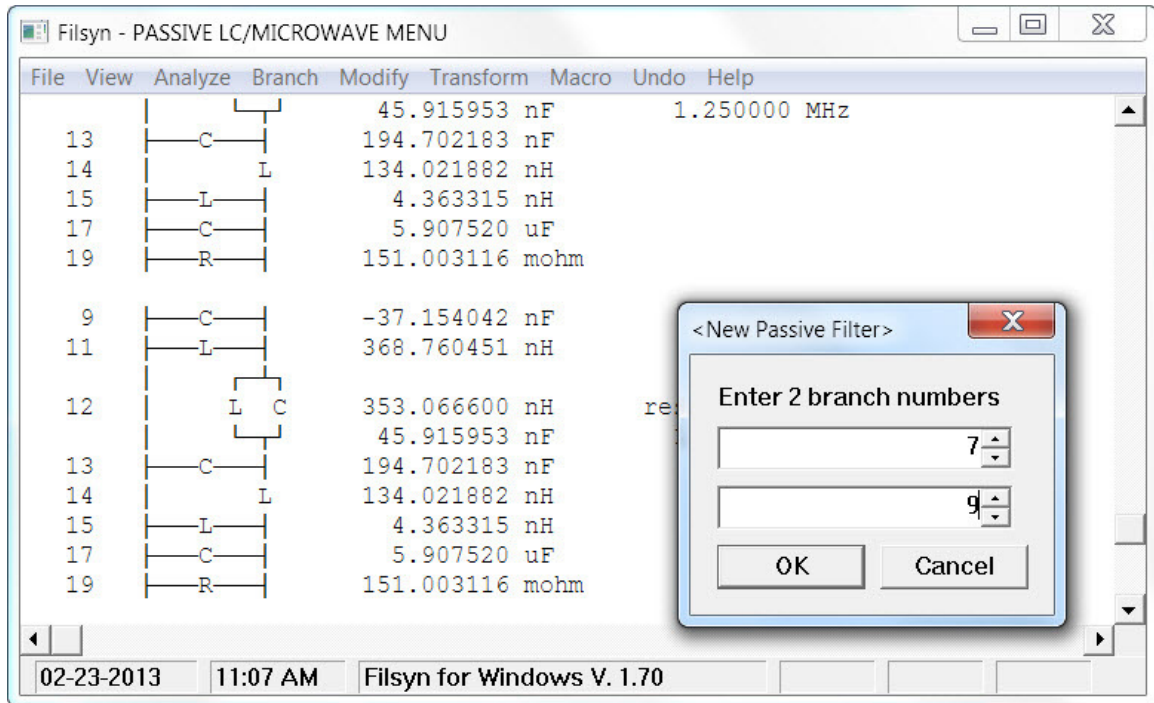 Filsyn - PASSIVE LC/MICROWAVE MENU
File View Analyze Branch Modify Transform Macro Undo Help
45.915953 nF 1.250000 MHz
13 C 194.702183 nF
14 L 134.021882 nH
15 L 4.363315 nH
17 C 5.907520 uF
19 R 151.003116 mohm
9 C -37.154042 nF
11 L 368.760451 nH
12 L C 353.066600 nH re
45.915953 nF
13 C 194.702183 nF
14 L 134.021882 nH
15 L 4.363315 nH
17 C 5.907520 uF
19 R 151.003116 mohm
<New Passive Filter>
Enter 2 branch numbers
7
9
OK Cancel
02-23-2013 11:07 AM Filsyn for Windows V. 1.70